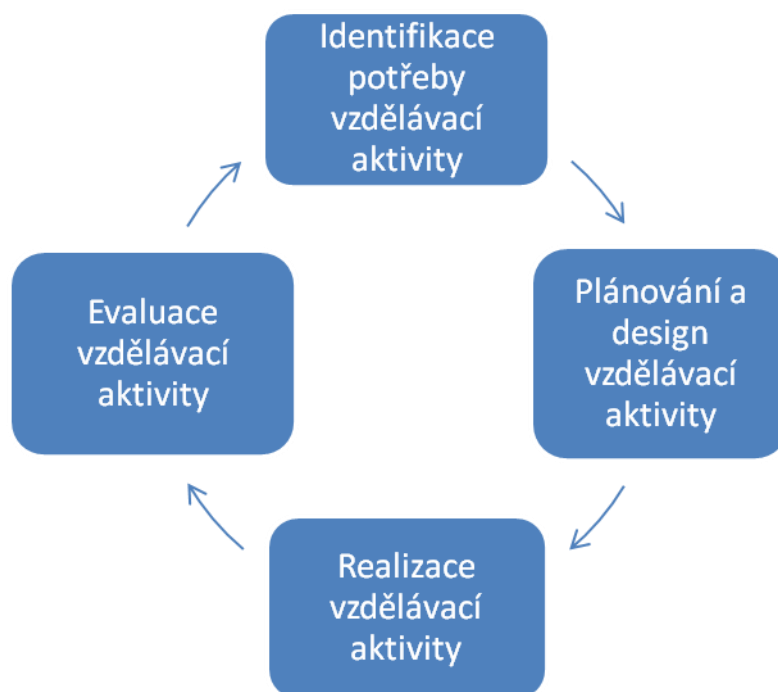 Identifikace
potřeby
vzdělávací
aktivity
Plánování a
design
vzdělávací
aktivity
Realizace
vzdělávací
aktivity
Evaluace
vzdělávací
aktivity